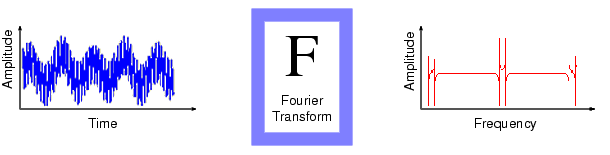 Amplitude
Time
F
Fourier
Transform
Amplitude
Frequency